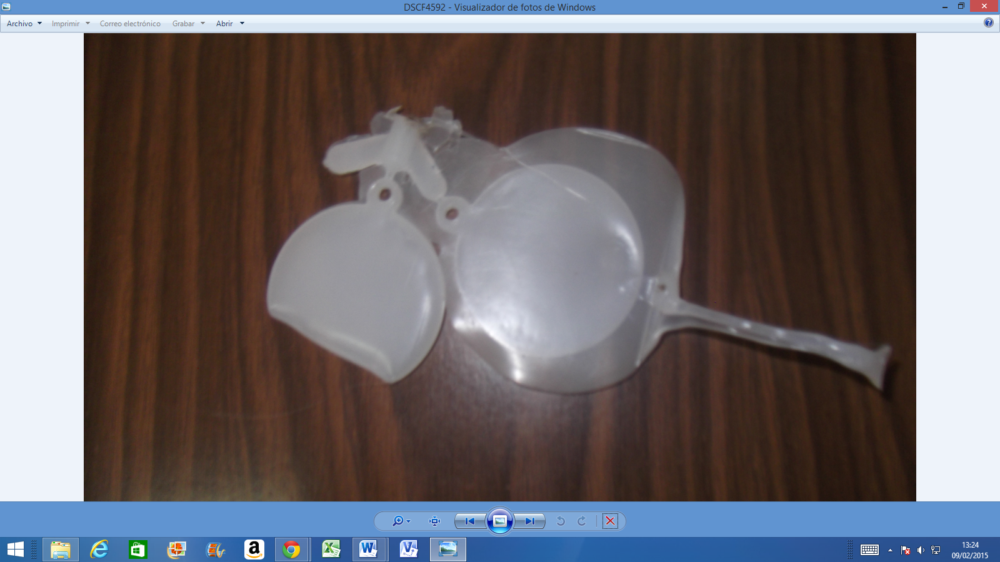 DSCF4592 - Visualizador de fotos de Windows
Archivo Imprimir Correo electrónico Grabar Abrir
13:24
09/02/2015